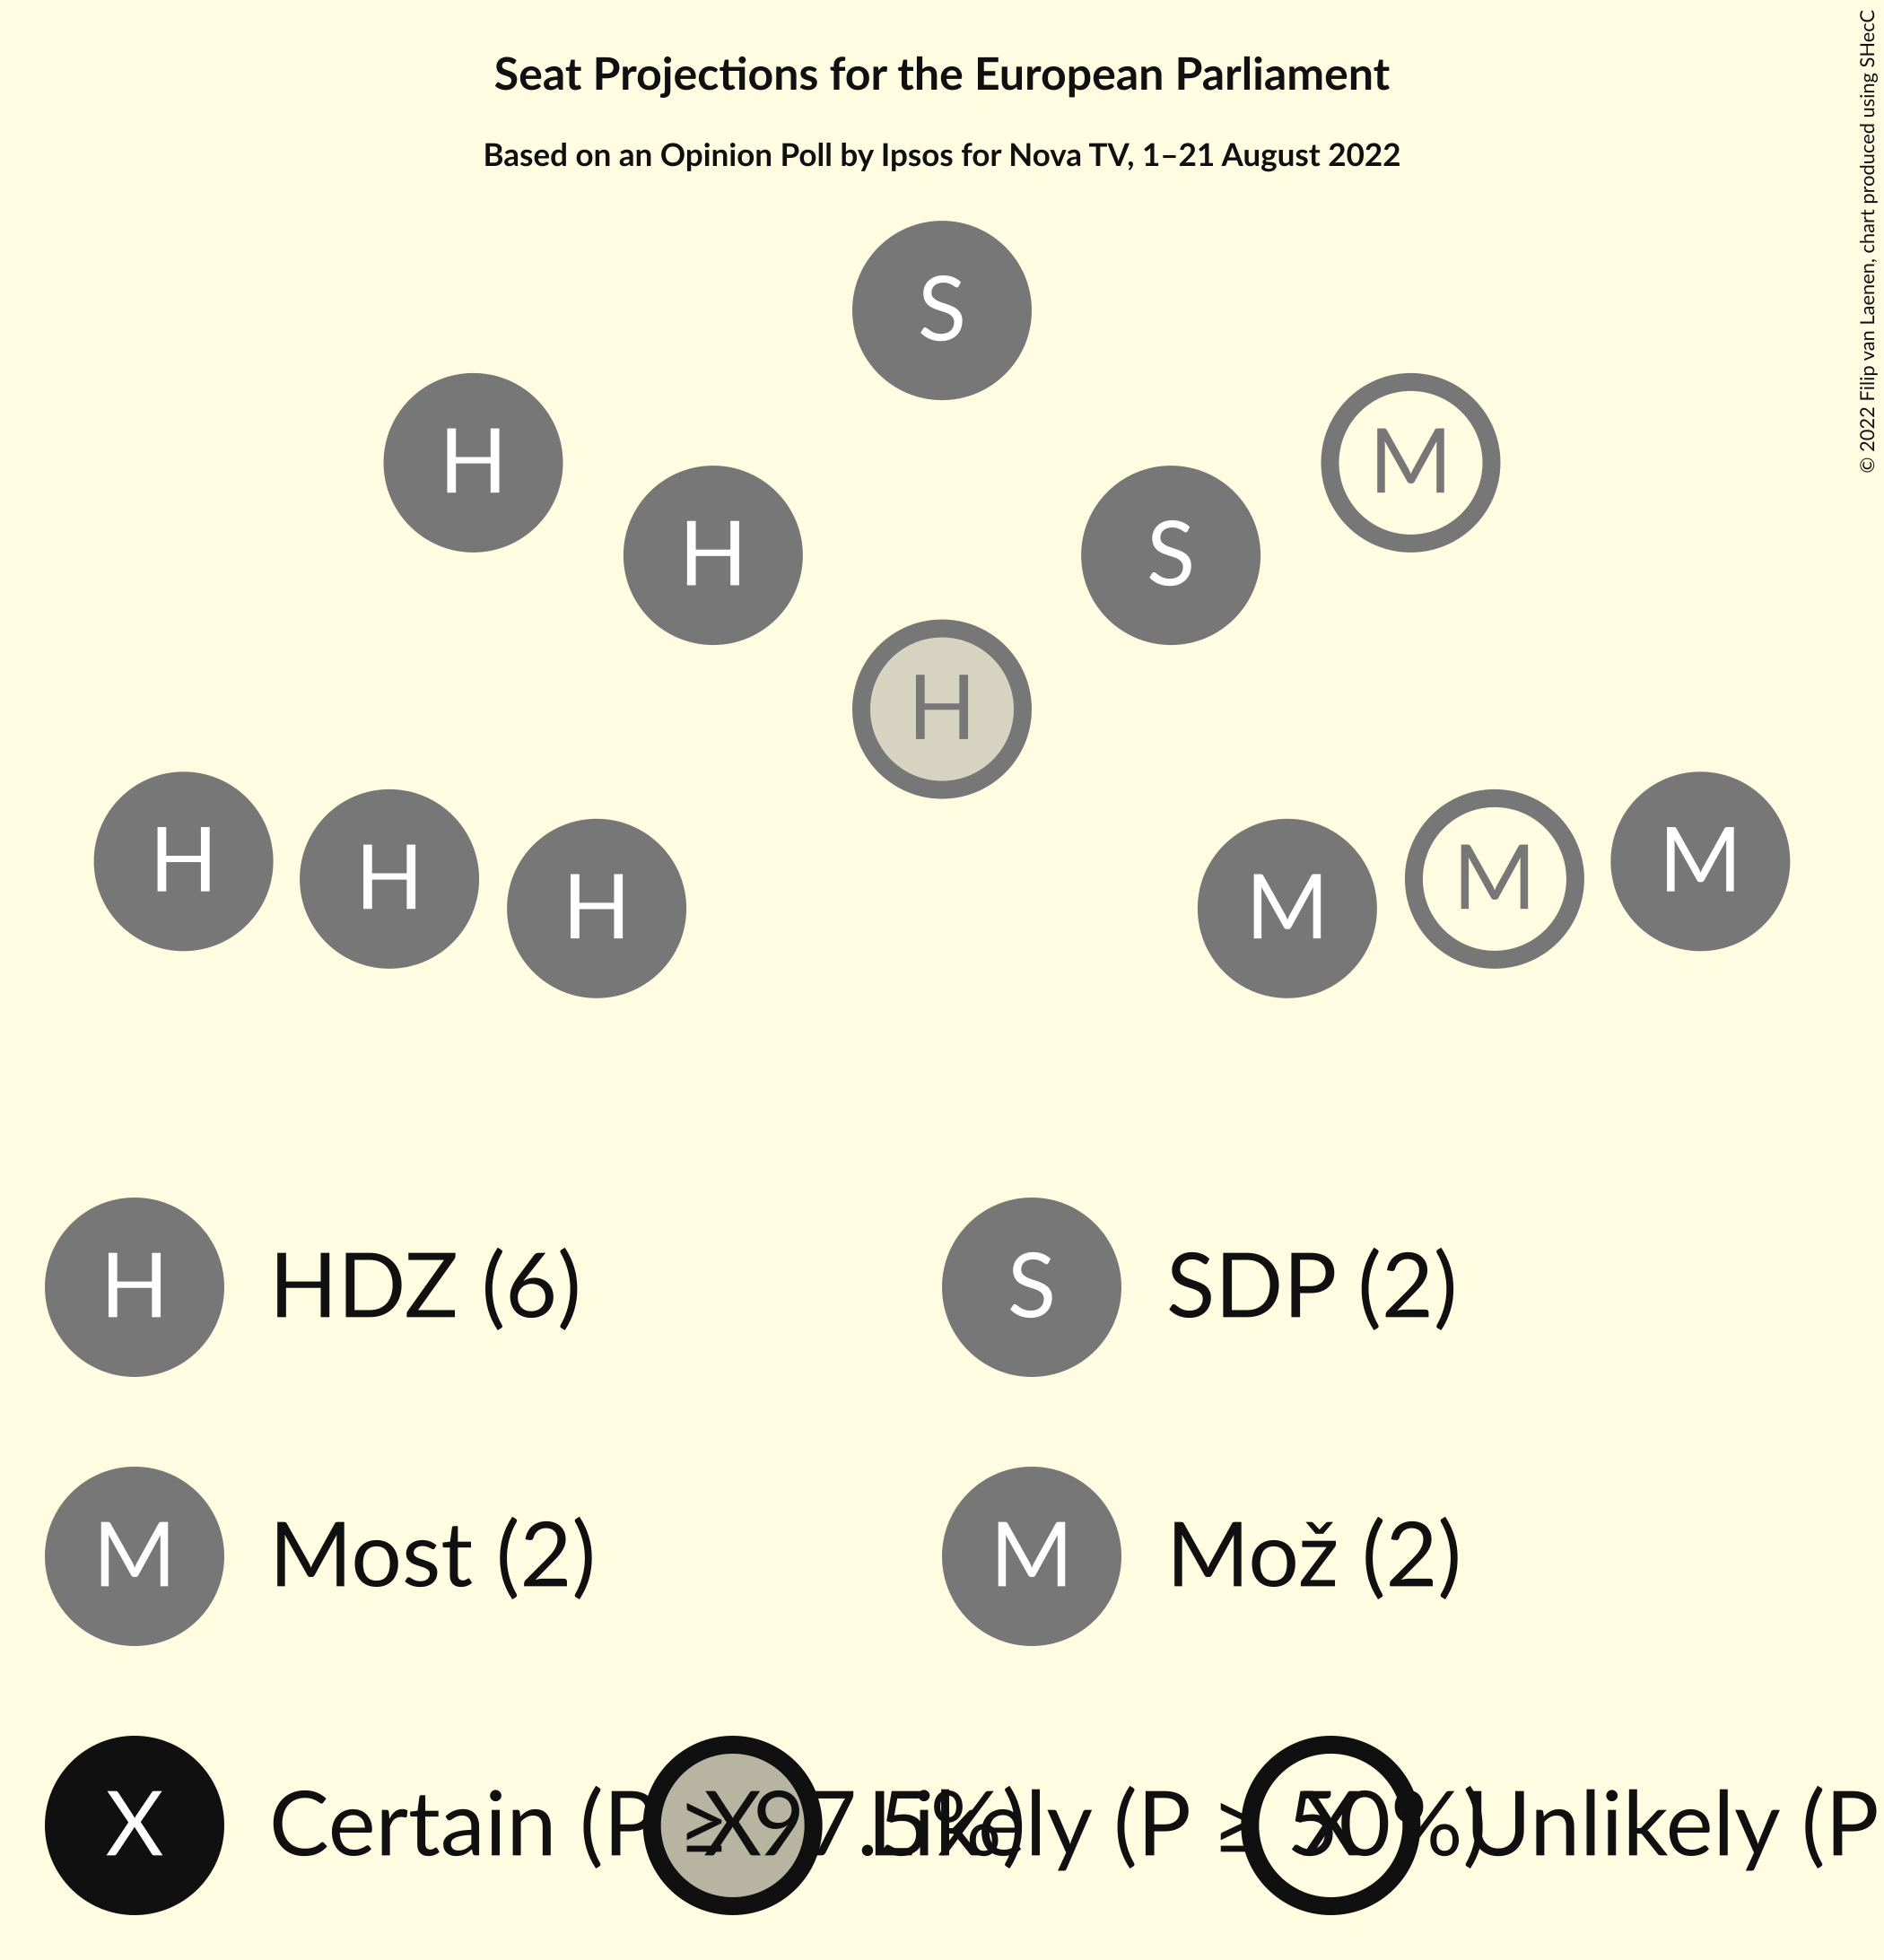 Seat Projections for the European Parliament
Based on an Opinion Poll by Ipsos for Nova TV, 1–21 August 2022
© 2022 Filip van Laenen, chart produced using SHecC
S
H
M
H
S
H
H
H
H
M
M
M
H HDZ (6)
S SDP (2)
M Most (2)
M Mož (2)
X Certain (P ≥ 97.5%)
X Likely (P ≥ 50%)
X Unlikely (P